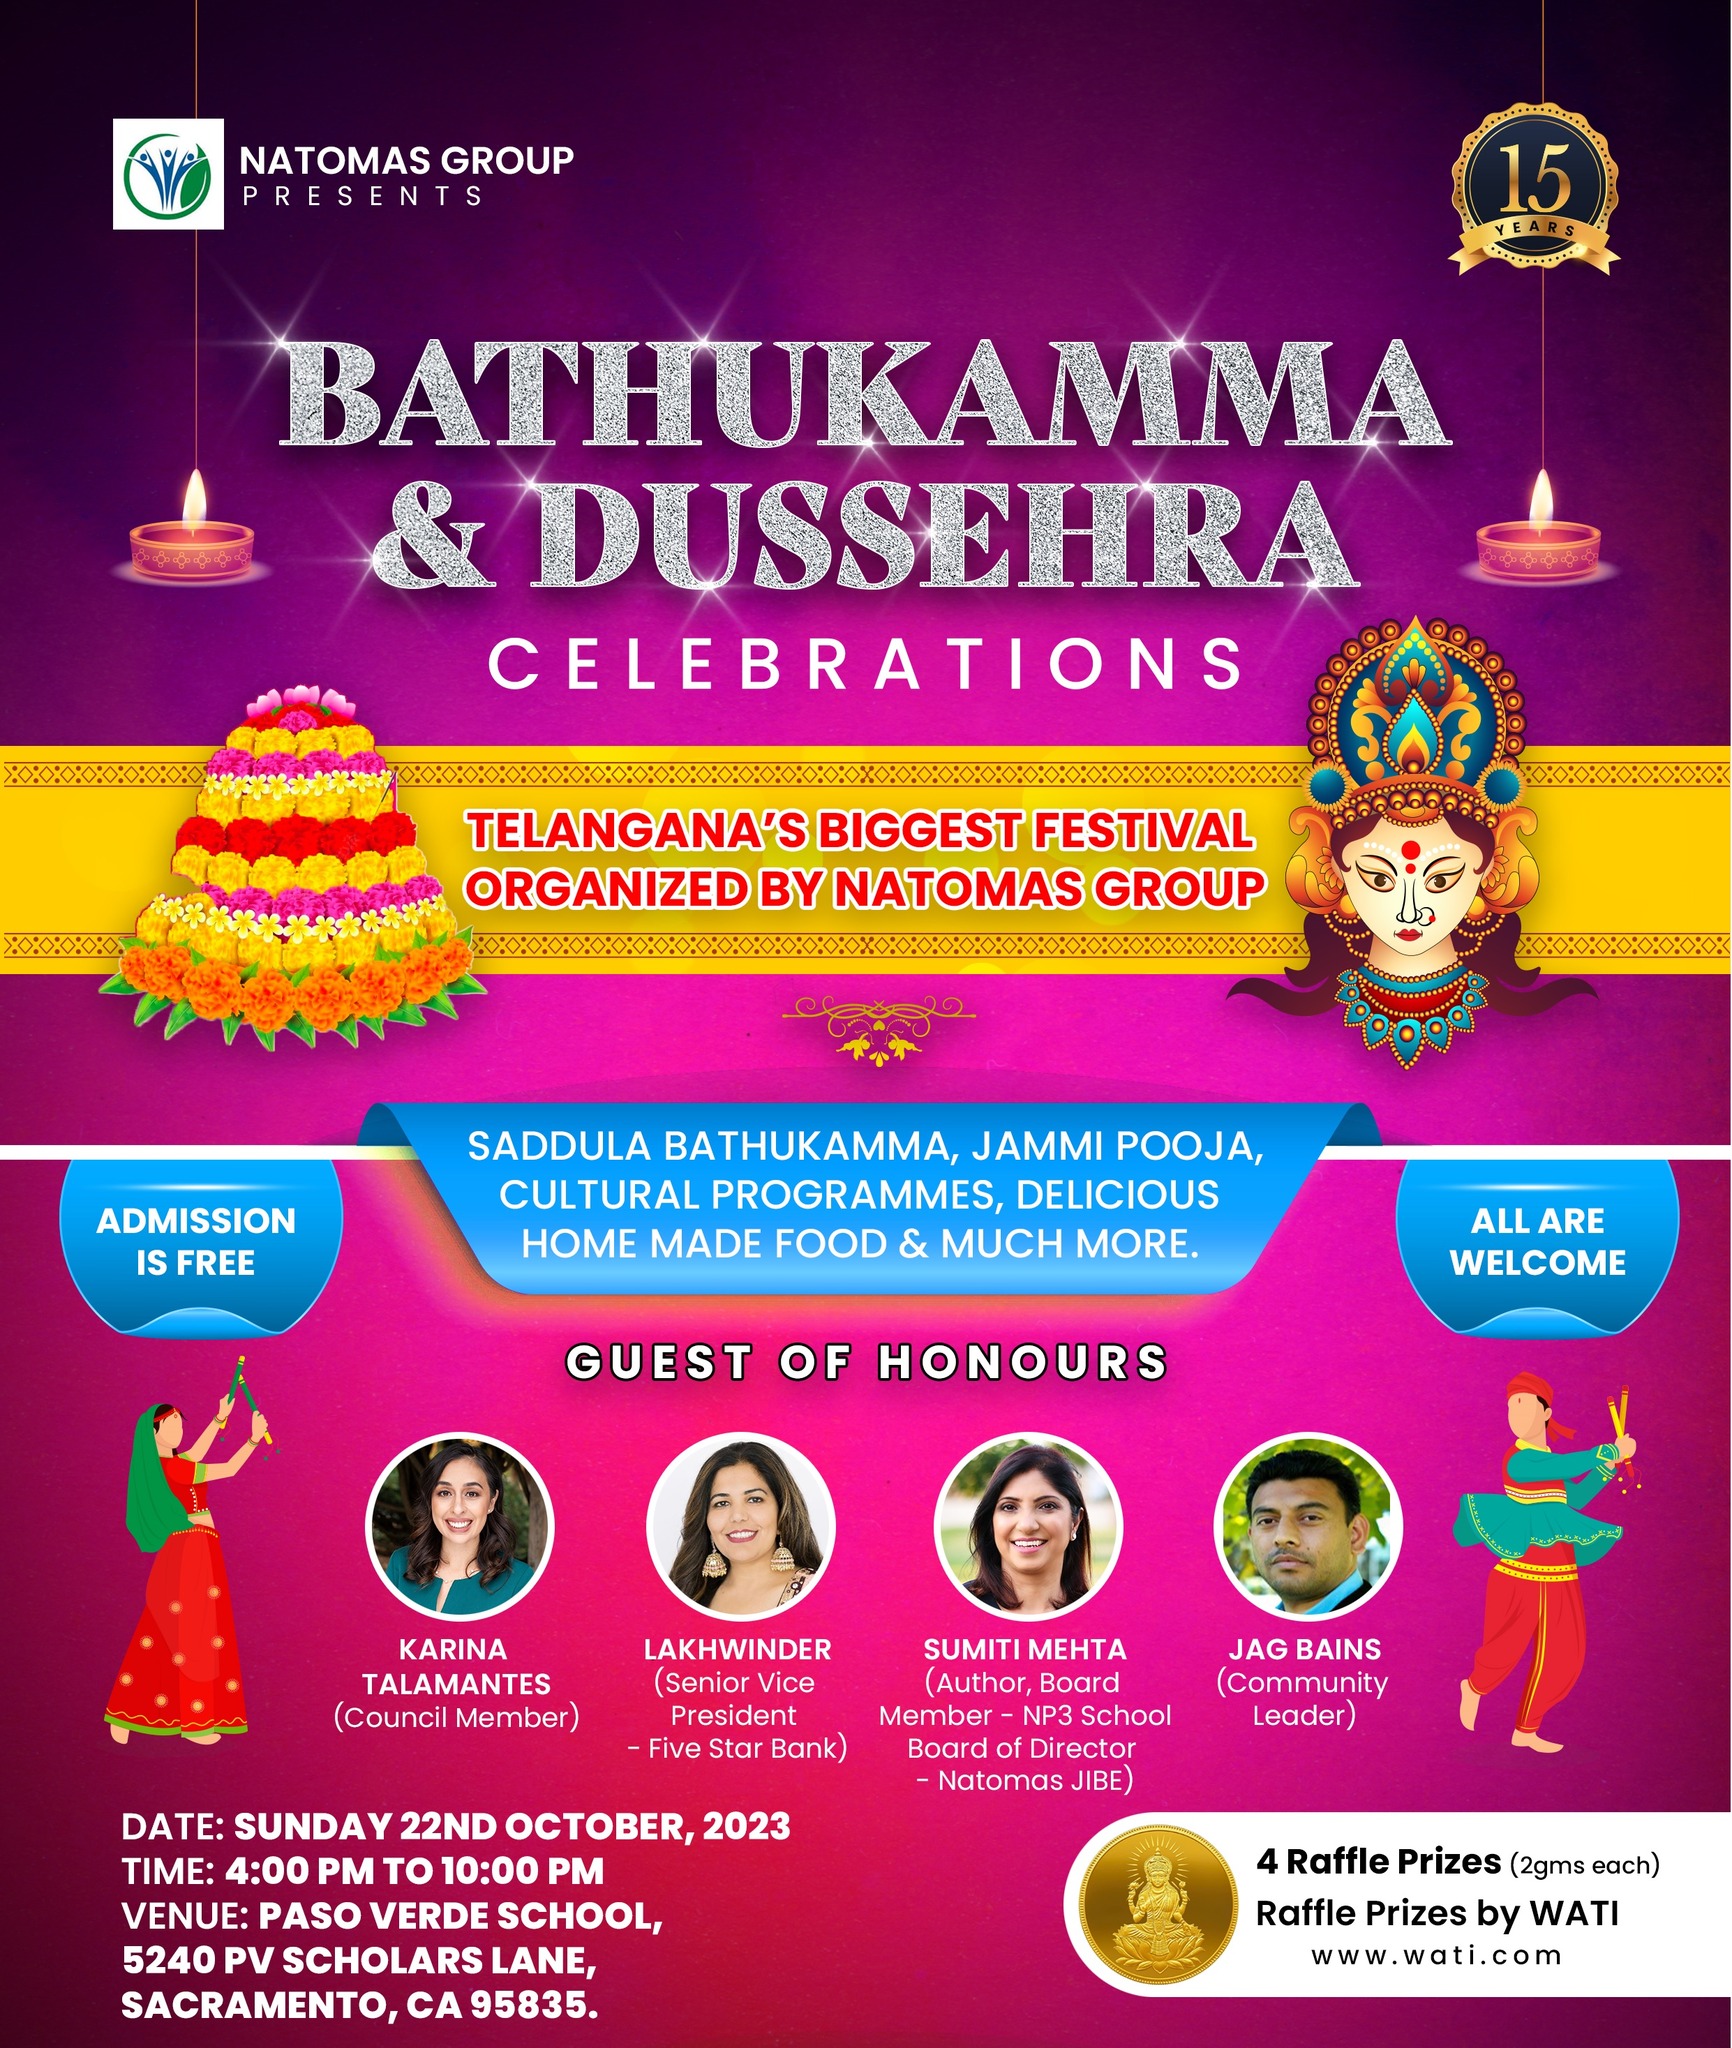 NATOMAS GROUP
PRESENTS
15
YEARS
BATHUKAMMA
& DUSSEHRA
CELEBRATIONS
TELANGANA'S BIGGEST FESTIVAL
ORGANIZED BY NATOMAS GROUP
SADDULA BATHUKAMMA, JAMMI POOJA,
CULTURAL PROGRAMMES, DELICIOUS
HOME MADE FOOD & MUCH MORE.
ADMISSION
IS FREE
ALL ARE
WELCOME
GUEST OF HONOURS
KARINA
TALAMANTES
(Council Member)
LAKHWINDER
(Senior Vice
President
- Five Star Bank)
SUMITI MEHTA
(Author, Board
Member - NP3 School
Board of Director
- Natomas JIBE)
JAG BAINS
(Community
Leader)
DATE: SUNDAY 22ND OCTOBER, 2023
TIME: 4:00 PM TO 10:00 PM
VENUE: PASO VERDE SCHOOL,
5240 PV SCHOLARS LANE,
SACRAMENTO, CA 95835.
4 Raffle Prizes (2gms each)
Raffle Prizes by WATI
www.wati.com